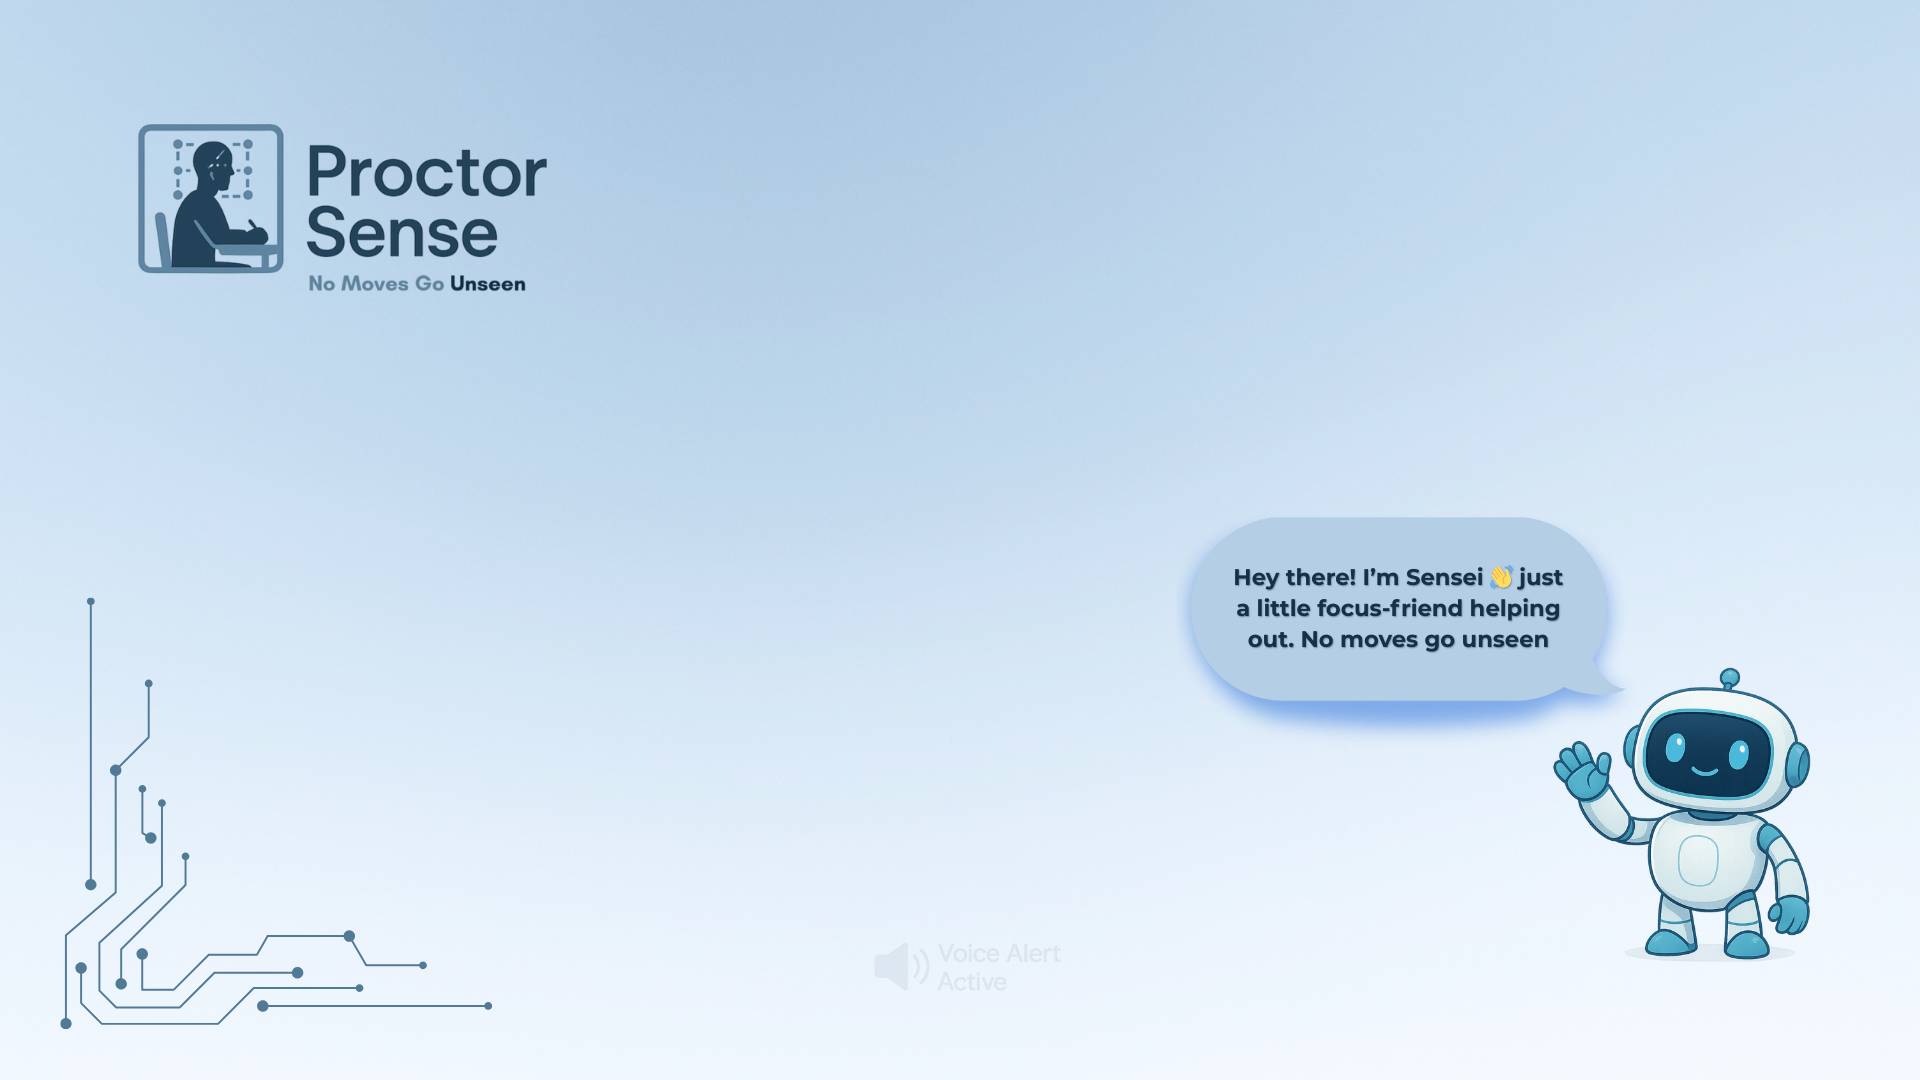 Proctor
Sense
No Moves Go Unseen
Hey there! I’m Sensei 👋 just
a little focus-friend helping
out. No moves go unseen
Voice Alert
Active